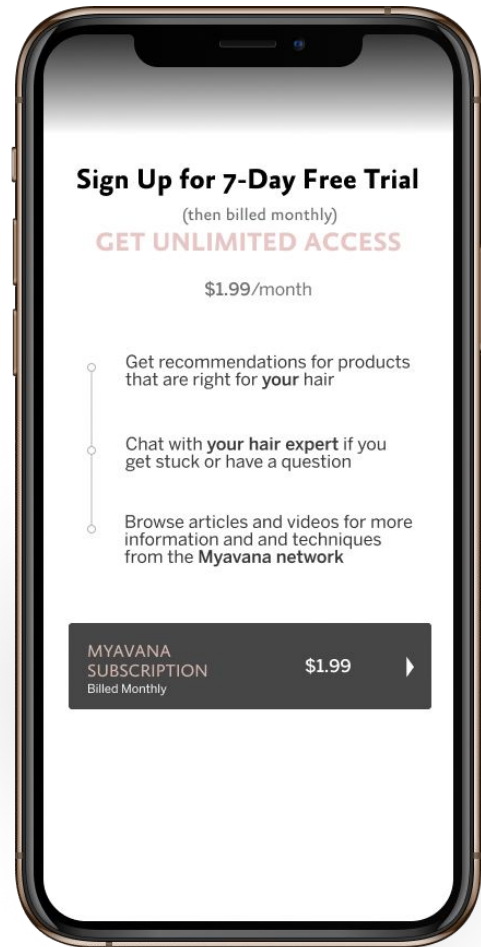 Sign Up for 7-Day Free Trial
(then billed monthly)
GET UNLIMITED ACCESS
$1.99/month
Get recommendations for products
that are right for your hair
Chat with your hair expert if you
get stuck or have a question
Browse articles and videos for more
information and and techniques
from the Myavana network
MYAVANA
SUBSCRIPTION
Billed Monthly
$1.99